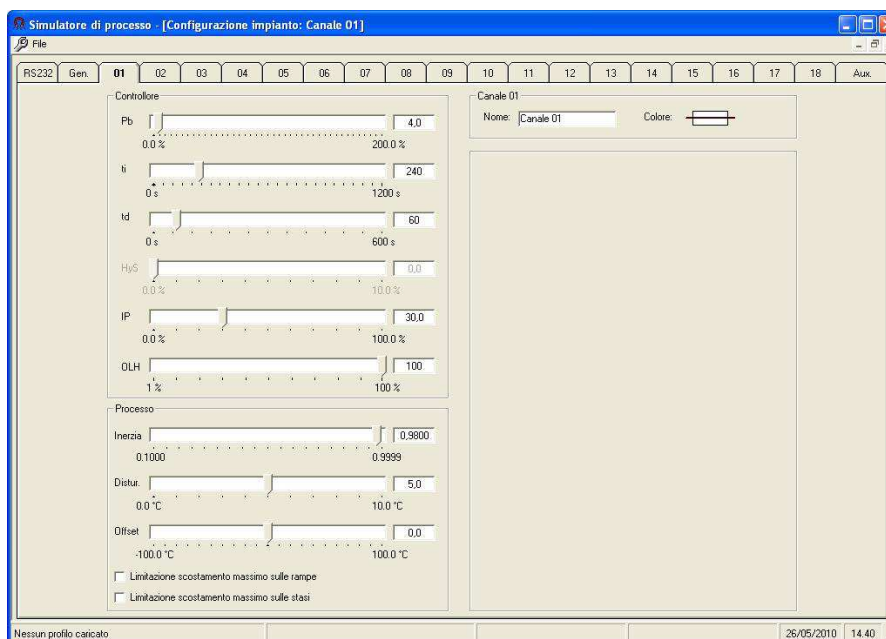 Simulatore di processo - [Configurazione impianto: Canale 01]
File
RS232 Gen. 01 02 03 04 05 06 07 08 09 10 11 12 13 14 15 16 17 18 Aux.
Controllore
Pb 4,0
0.0 % 200.0 %
ti 240
0 s 1200 s
td 60
0 s 600 s
HyS 0,0
0.0 % 10.0 %
IP 30,0
0.0 % 100.0 %
OLH 100
1 % 100 %
Processo
Inerzia 0,9800
0.1000 0.9999
Distur. 5,0
0.0 °C 10.0 °C
Offset 0,0
-100.0 °C 100.0 °C
Limitazione scostamento massimo sulle rampe
Limitazione scostamento massimo sulle stasi
Canale 01
Nome: Canale 01 Colore:
Nessun profilo caricato 26/05/2010 14.40